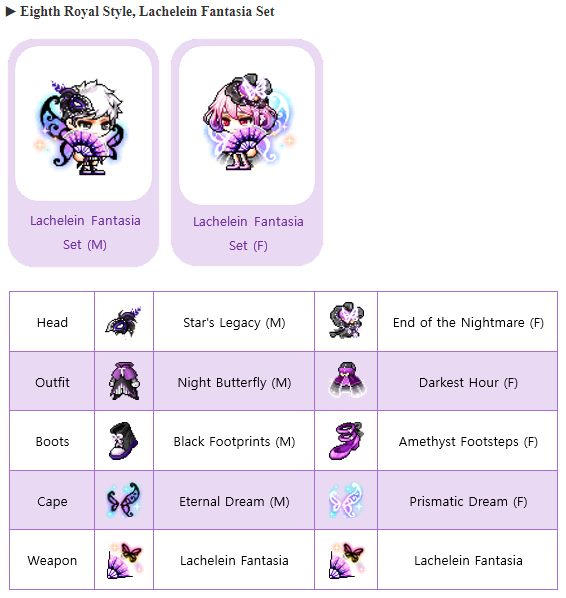 ► Eighth Royal Style, Lachelein Fantasia Set
Lachelein Fantasia
Set (M)
Lachelein Fantasia
Set (F)
Head Star's Legacy (M) End of the Nightmare (F)
Outfit Night Butterfly (M) Darkest Hour (F)
Boots Black Footprints (M) Amethyst Footsteps (F)
Cape Eternal Dream (M) Prismatic Dream (F)
Weapon Lachelein Fantasia Lachelein Fantasia